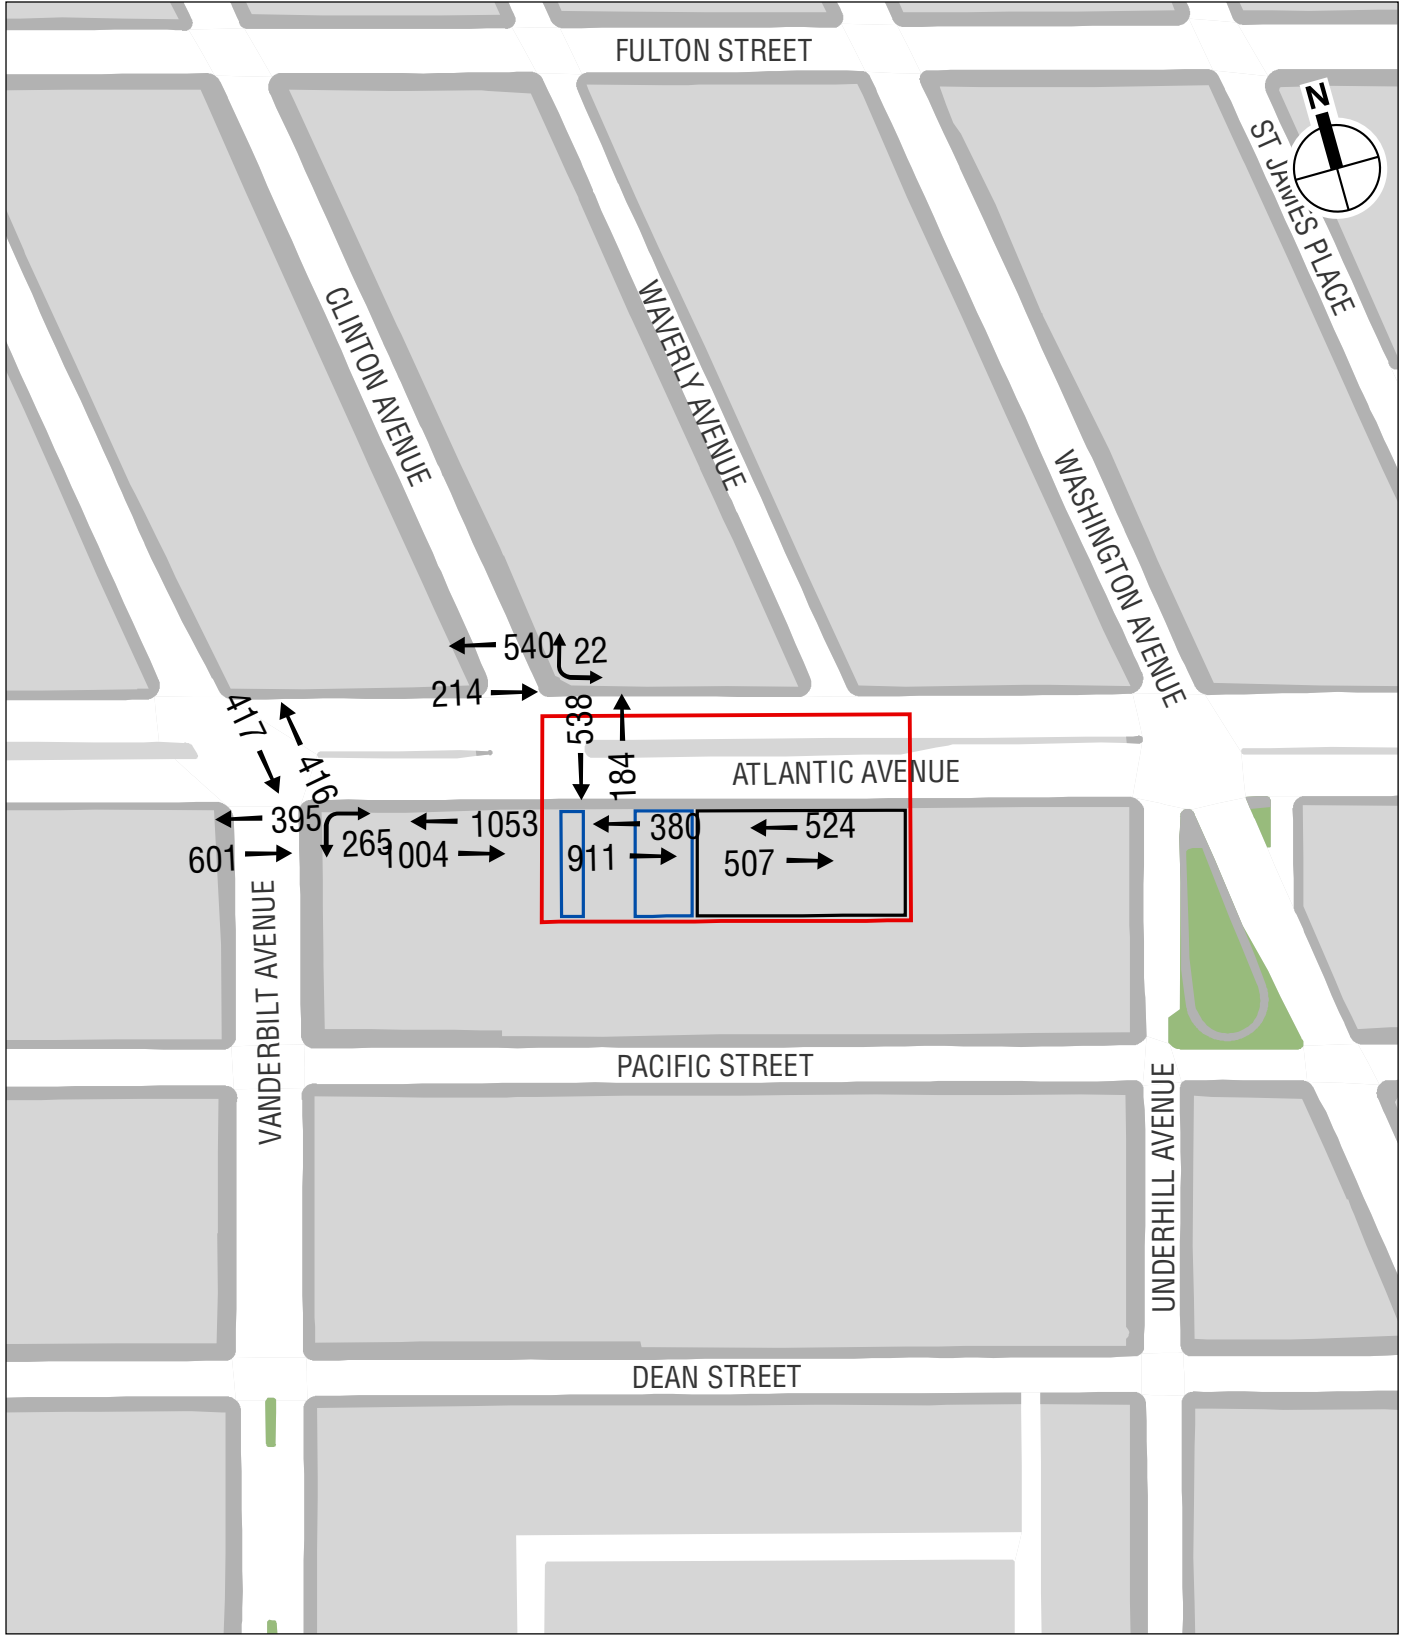 FULTON STREET
N
ST JAMES PLACE
CLINTON AVENUE
WAVERLY AVENUE
WASHINGTON AVENUE
540
22
214
417
416
538
184
ATLANTIC AVENUE
395
265
1053
380
524
601
1004
911
507
VANDERBILT AVENUE
PACIFIC STREET
UNDERHILL AVENUE
DEAN STREET